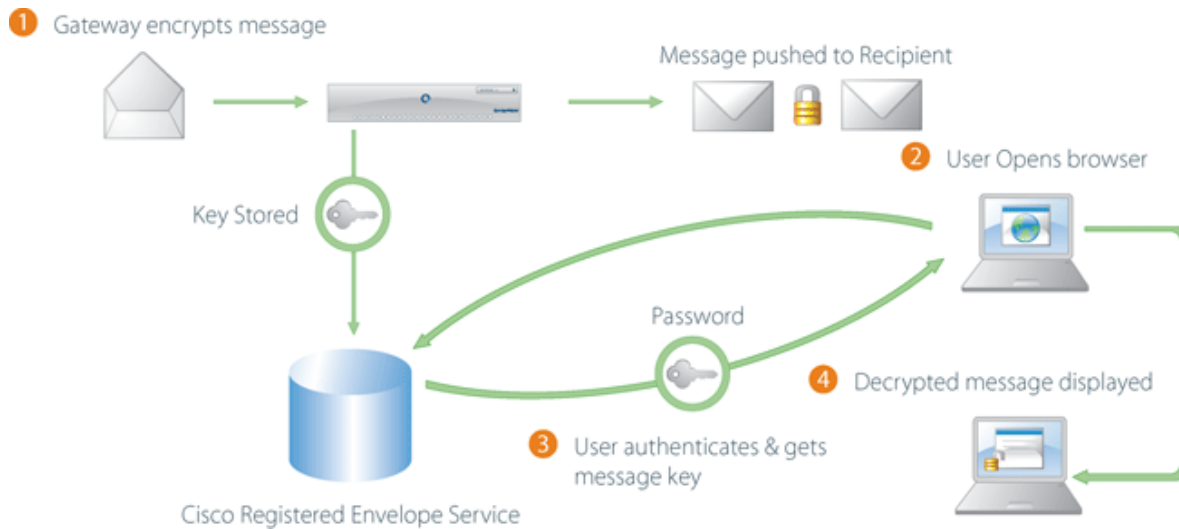 1 Gateway encrypts message
Message pushed to Recipient
2 User Opens browser
Key Stored
Password
4 Decrypted message displayed
3 User authenticates & gets
message key
Cisco Registered Envelope Service